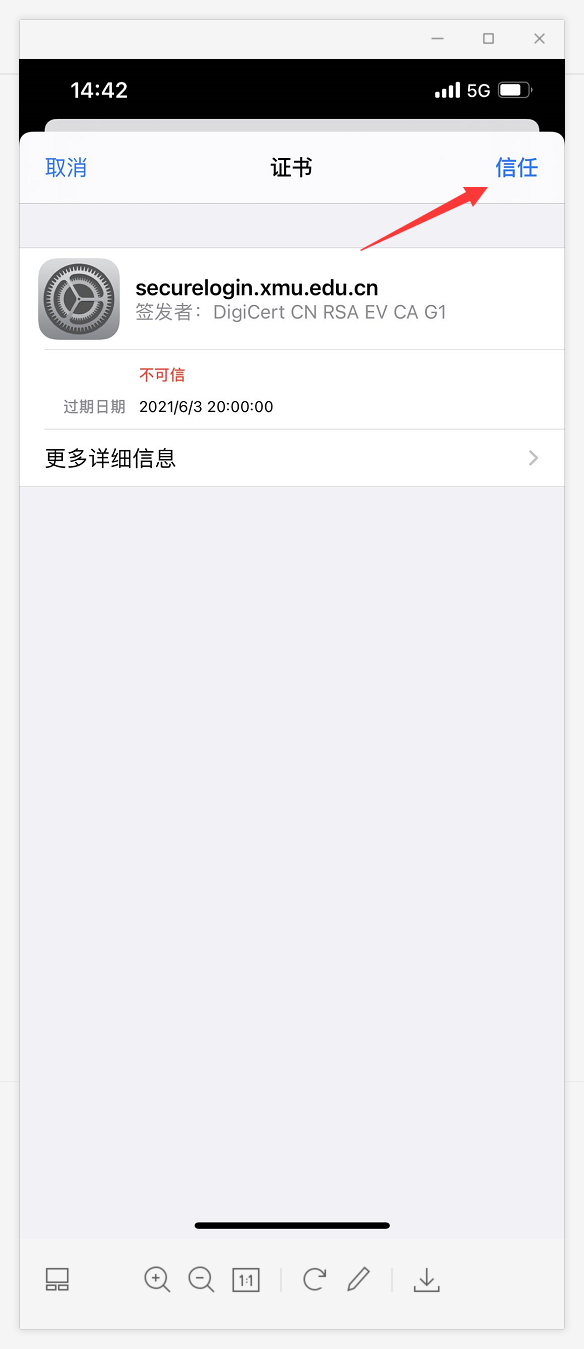 14:42 5G
取消 证书 信任
securelogin.xmu.edu.cn
签发者：DigiCert CN RSA EV CA G1
不可信
过期日期 2021/6/3 20:00:00
更多详细信息
1:1